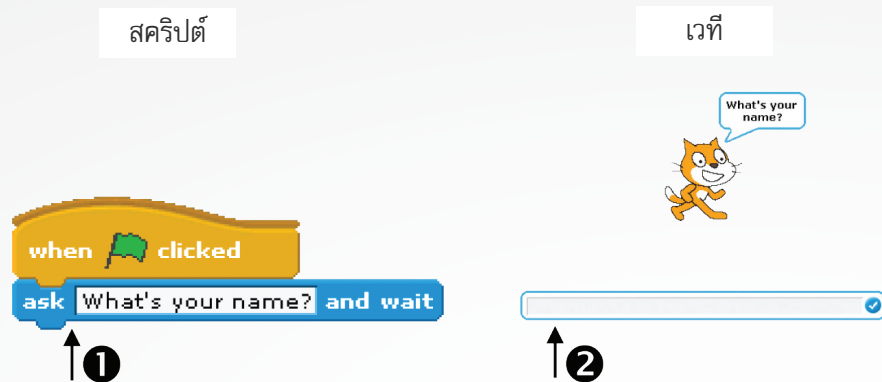 สคริปต์
เวที
What's your
name?
when clicked
ask What's your name? and wait
❶
❷